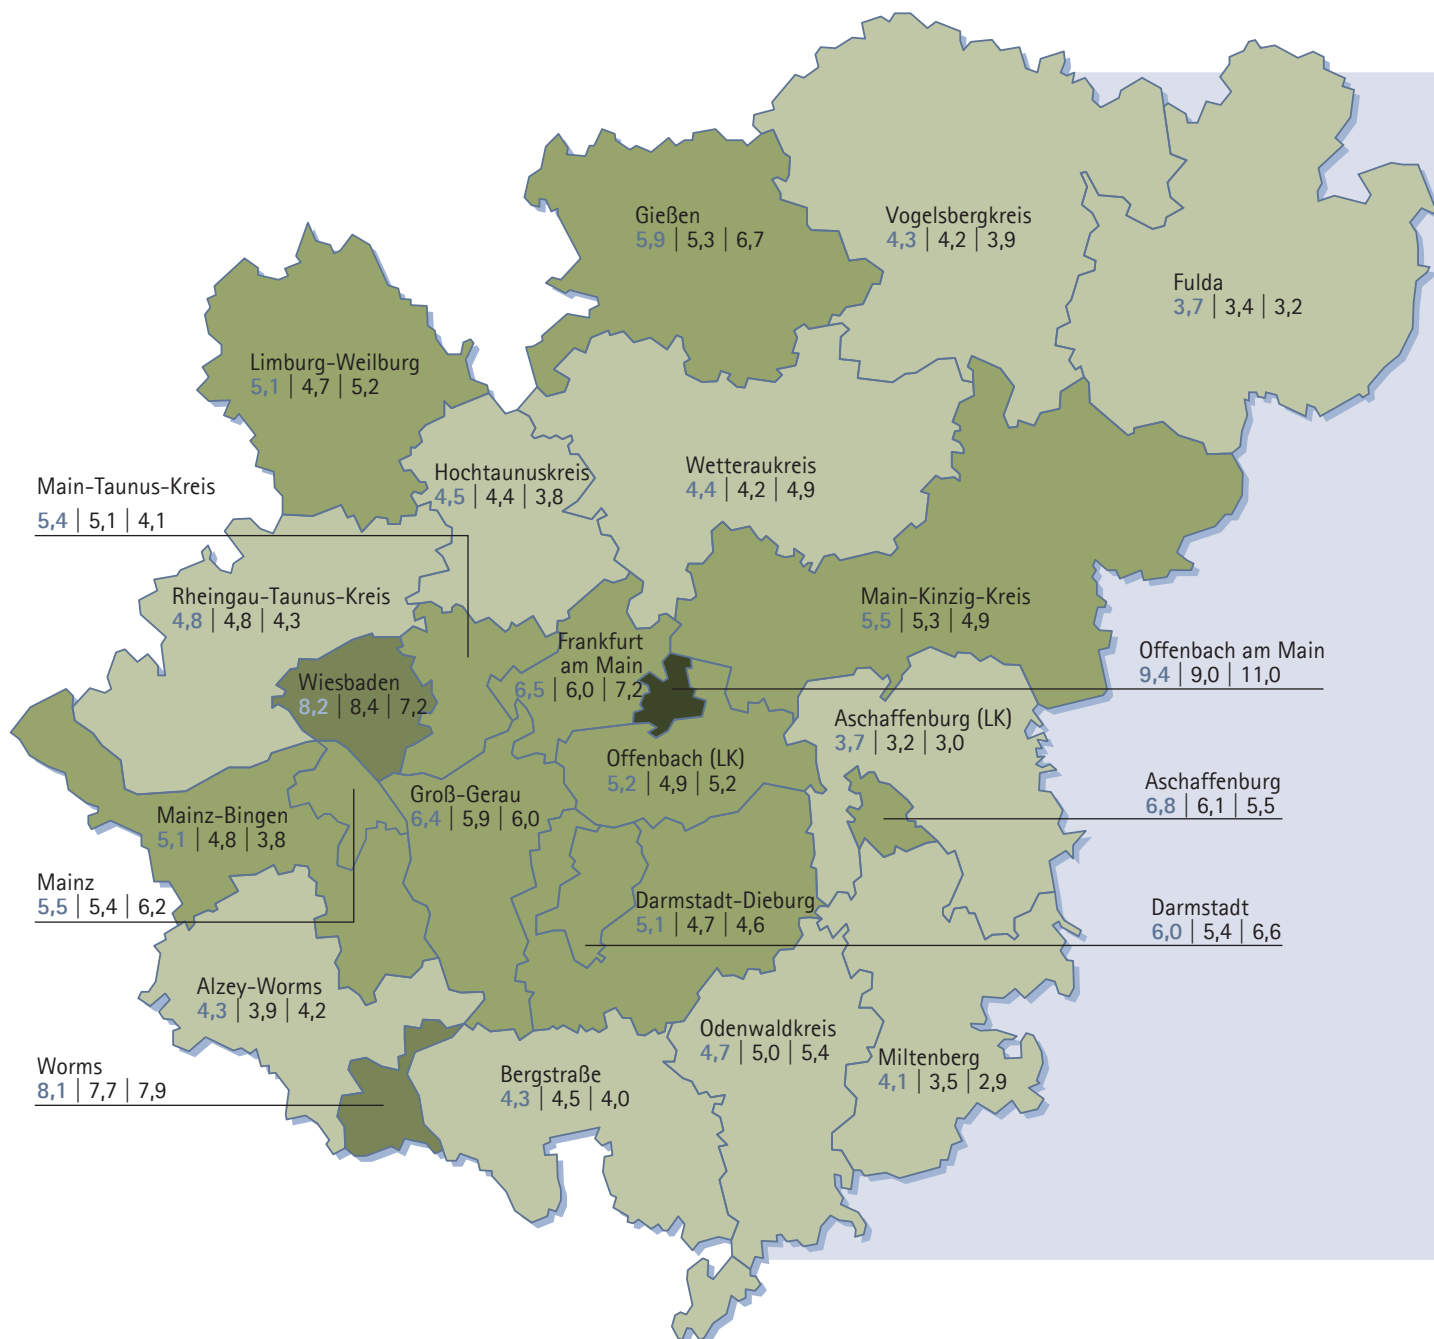 Gießen
5,9 | 5,3 | 6,7
Vogelsbergkreis
4,3 | 4,2 | 3,9
Fulda
3,7 | 3,4 | 3,2
Limburg-Weilburg
5,1 | 4,7 | 5,2
Hochtaunuskreis
4,5 | 4,4 | 3,8
Wetteraukreis
4,4 | 4,2 | 4,9
Main-Taunus-Kreis
5,4 | 5,1 | 4,1
Rheingau-Taunus-Kreis
4,8 | 4,8 | 4,3
Main-Kinzig-Kreis
5,5 | 5,3 | 4,9
Frankfurt
am Main
6,5 | 6,0 | 7,2
Offenbach am Main
9,4 | 9,0 | 11,0
Wiesbaden
8,2 | 8,4 | 7,2
Aschaffenburg (LK)
3,7 | 3,2 | 3,0
Offenbach (LK)
5,2 | 4,9 | 5,2
Aschaffenburg
6,8 | 6,1 | 5,5
Groß-Gerau
6,4 | 5,9 | 6,0
Mainz-Bingen
5,1 | 4,8 | 3,8
Mainz
5,5 | 5,4 | 6,2
Darmstadt-Dieburg
5,1 | 4,7 | 4,6
Darmstadt
6,0 | 5,4 | 6,6
Alzey-Worms
4,3 | 3,9 | 4,2
Odenwaldkreis
4,7 | 5,0 | 5,4
Miltenberg
4,1 | 3,5 | 2,9
Worms
8,1 | 7,7 | 7,9
Bergstraße
4,3 | 4,5 | 4,0